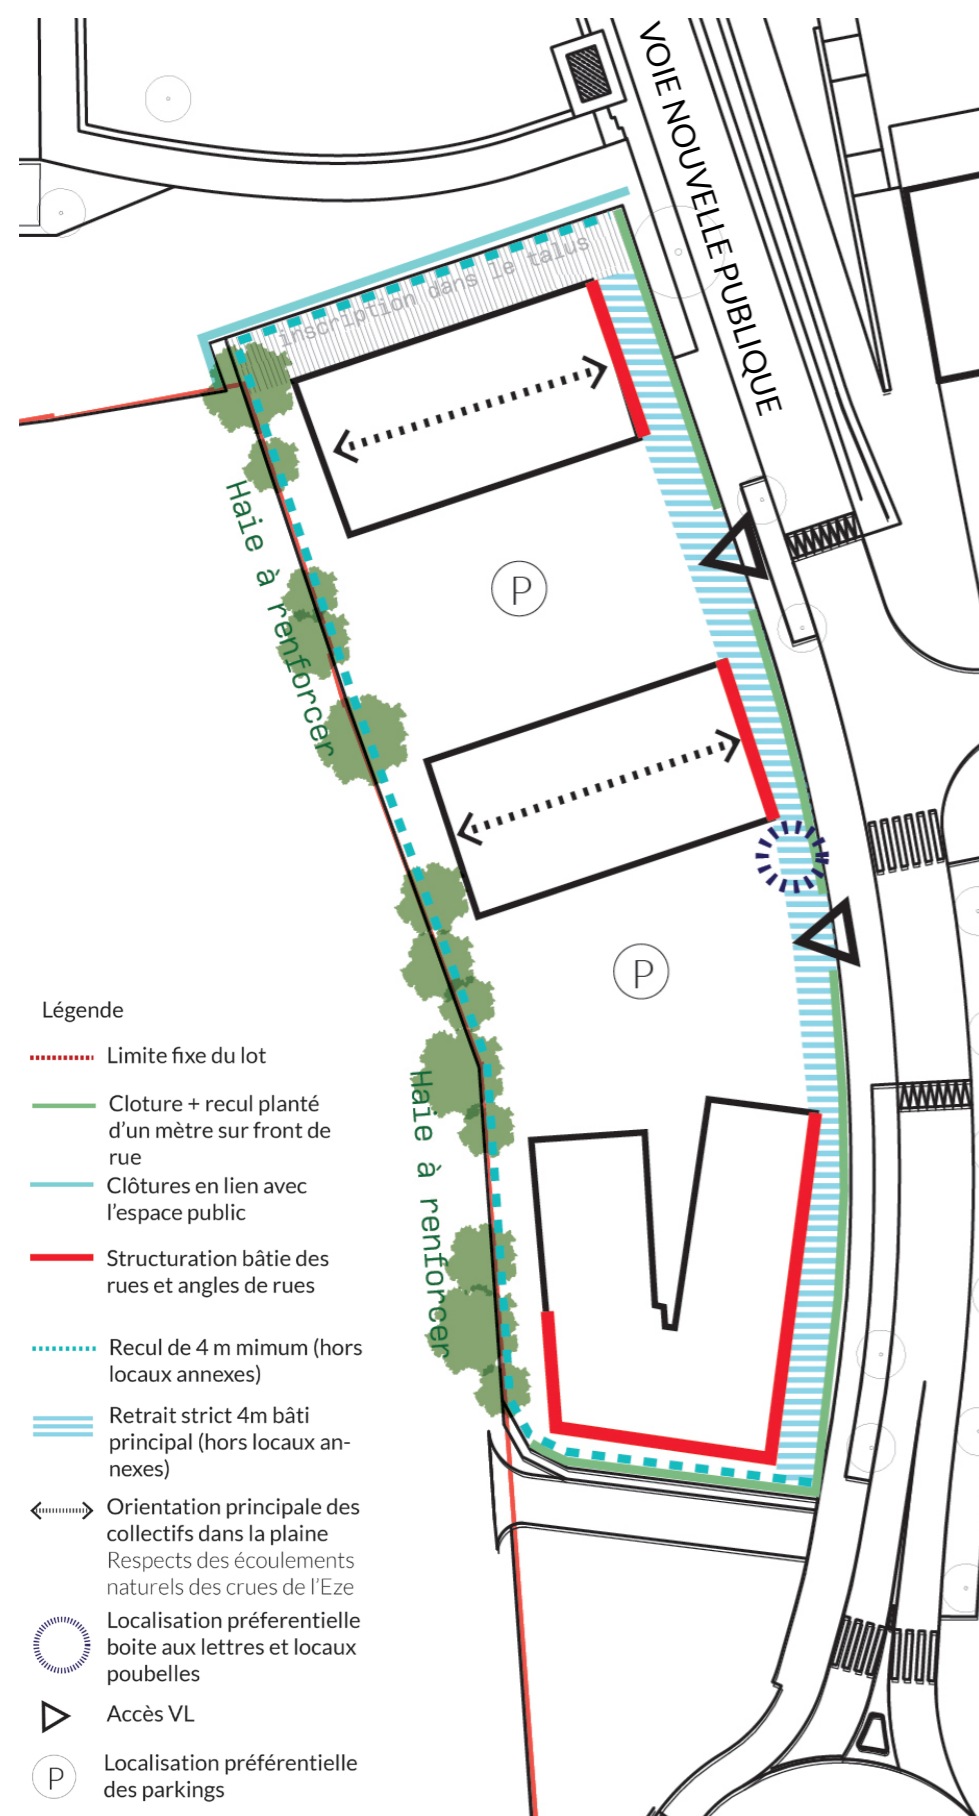 VOIE NOUVELLE PUBLIQUE
inscription dans le talus
Haie à renforcer
P
P
Haie à renforcer
Légende
Limite fixe du lot
Cloture + recul planté
d'un mètre sur front de
rue
Clôtures en lien avec
l'espace public
Structuration bâtie des
rues et angles de rues
Recul de 4 m mimum (hors
locaux annexes)
Retrait strict 4m bâti
principal (hors locaux an-
nexes)
Orientation principale des
collectifs dans la plaine
Respects des écoulements
naturels des crues de l'Eze
Localisation préferentielle
boite aux lettres et locaux
poubelles
Accès VL
P
Localisation préférentielle
des parkings